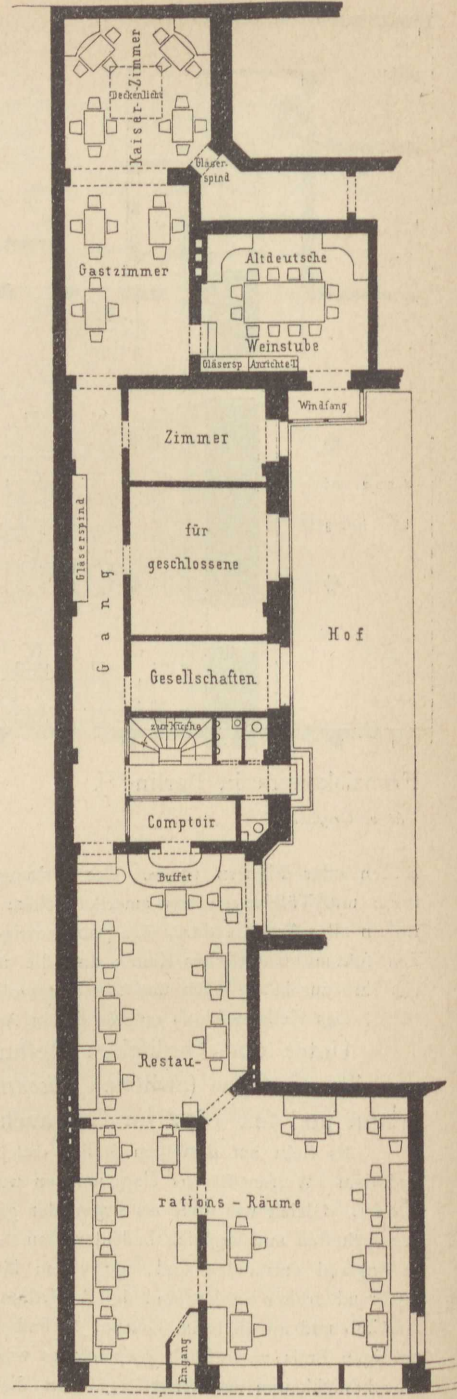 Kaiser-Zimmer
Deckenlicht
Gläser-
spind
Gastzimmer
Altdeutsche
Weinstube
Gläsersp
Anrichte-T.
Windfang
Zimmer
für
geschlossene
Gesellschaften
Gläserspind
Gang
Hof
zur Küche
Comptoir
Buffet
Restau-
rations-Räume
Eingang